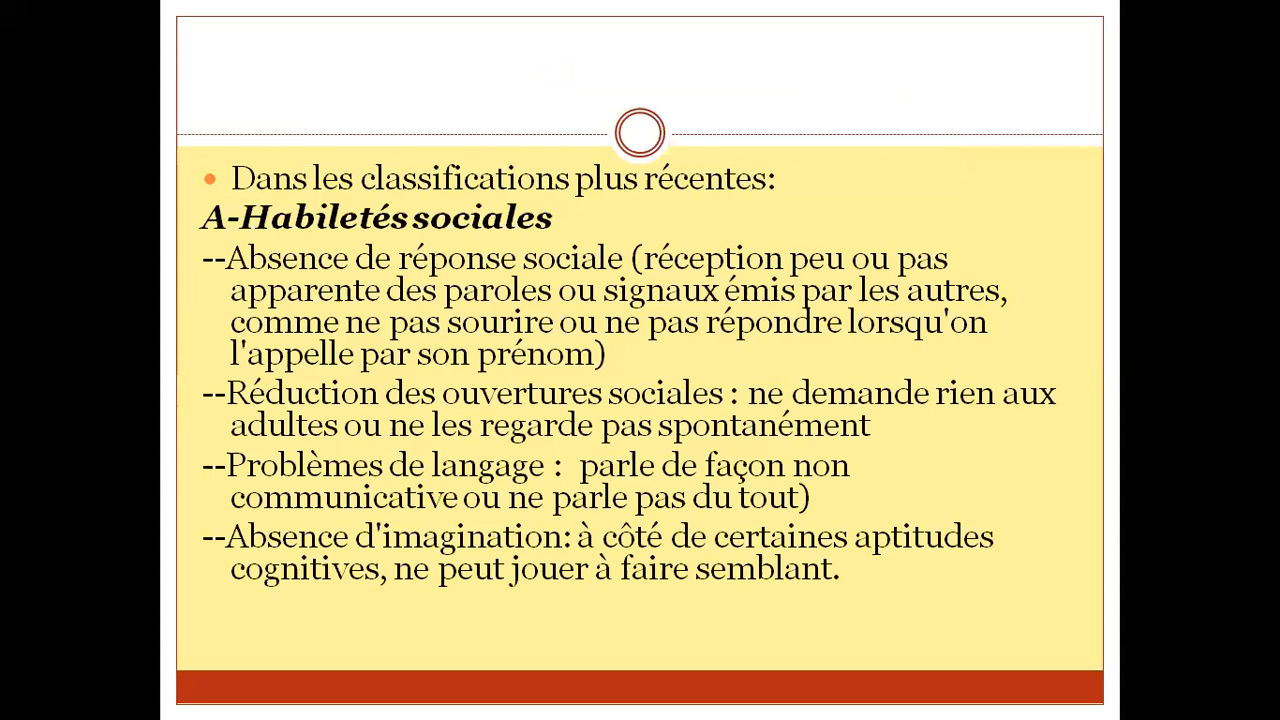 • Dans les classifications plus récentes:
A-Habiletés sociales
--Absence de réponse sociale (réception peu ou pas
apparente des paroles ou signaux émis par les autres,
comme ne pas sourire ou ne pas répondre lorsqu'on
l'appelle par son prénom)
--Réduction des ouvertures sociales : ne demande rien aux
adultes ou ne les regarde pas spontanément
--Problèmes de langage :  parle de façon non
communicative ou ne parle pas du tout)
--Absence d'imagination: à côté de certaines aptitudes
cognitives, ne peut jouer à faire semblant.